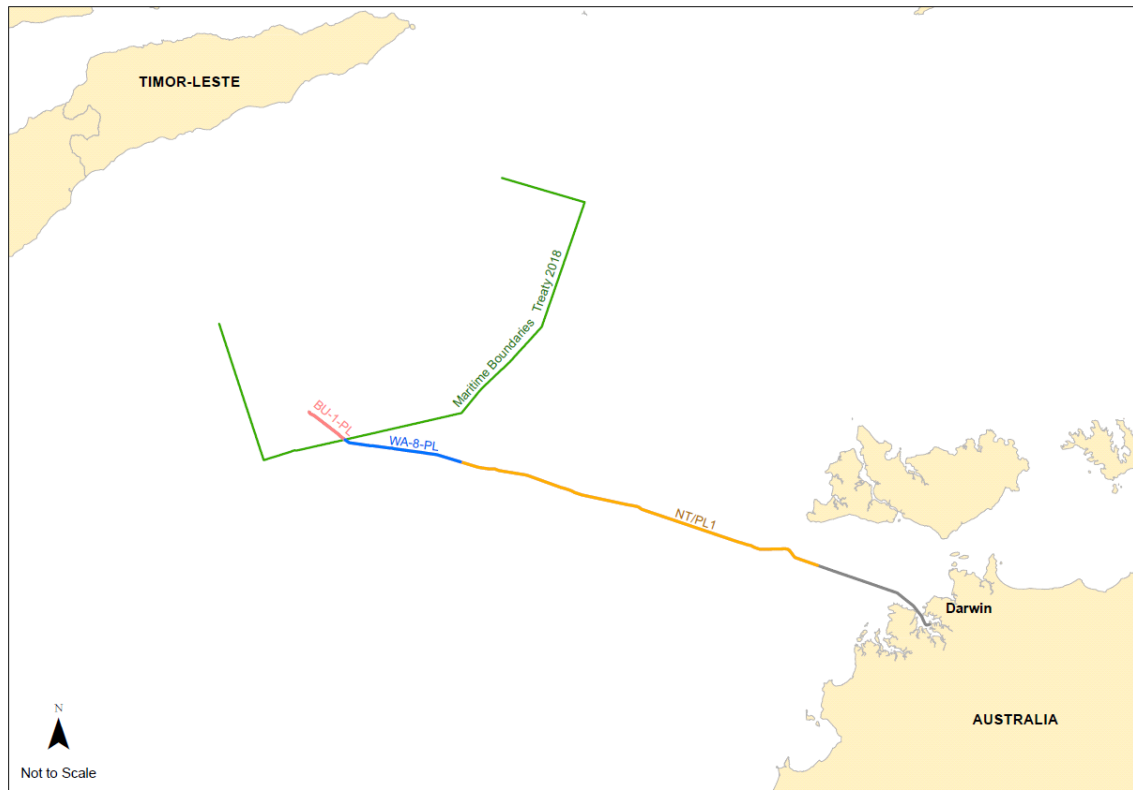 TIMOR-LESTE
Maritime Boundaries Treaty 2018
BU-1-PL
WA-8-PL
NT/PL1
Darwin
AUSTRALIA
N
Not to Scale